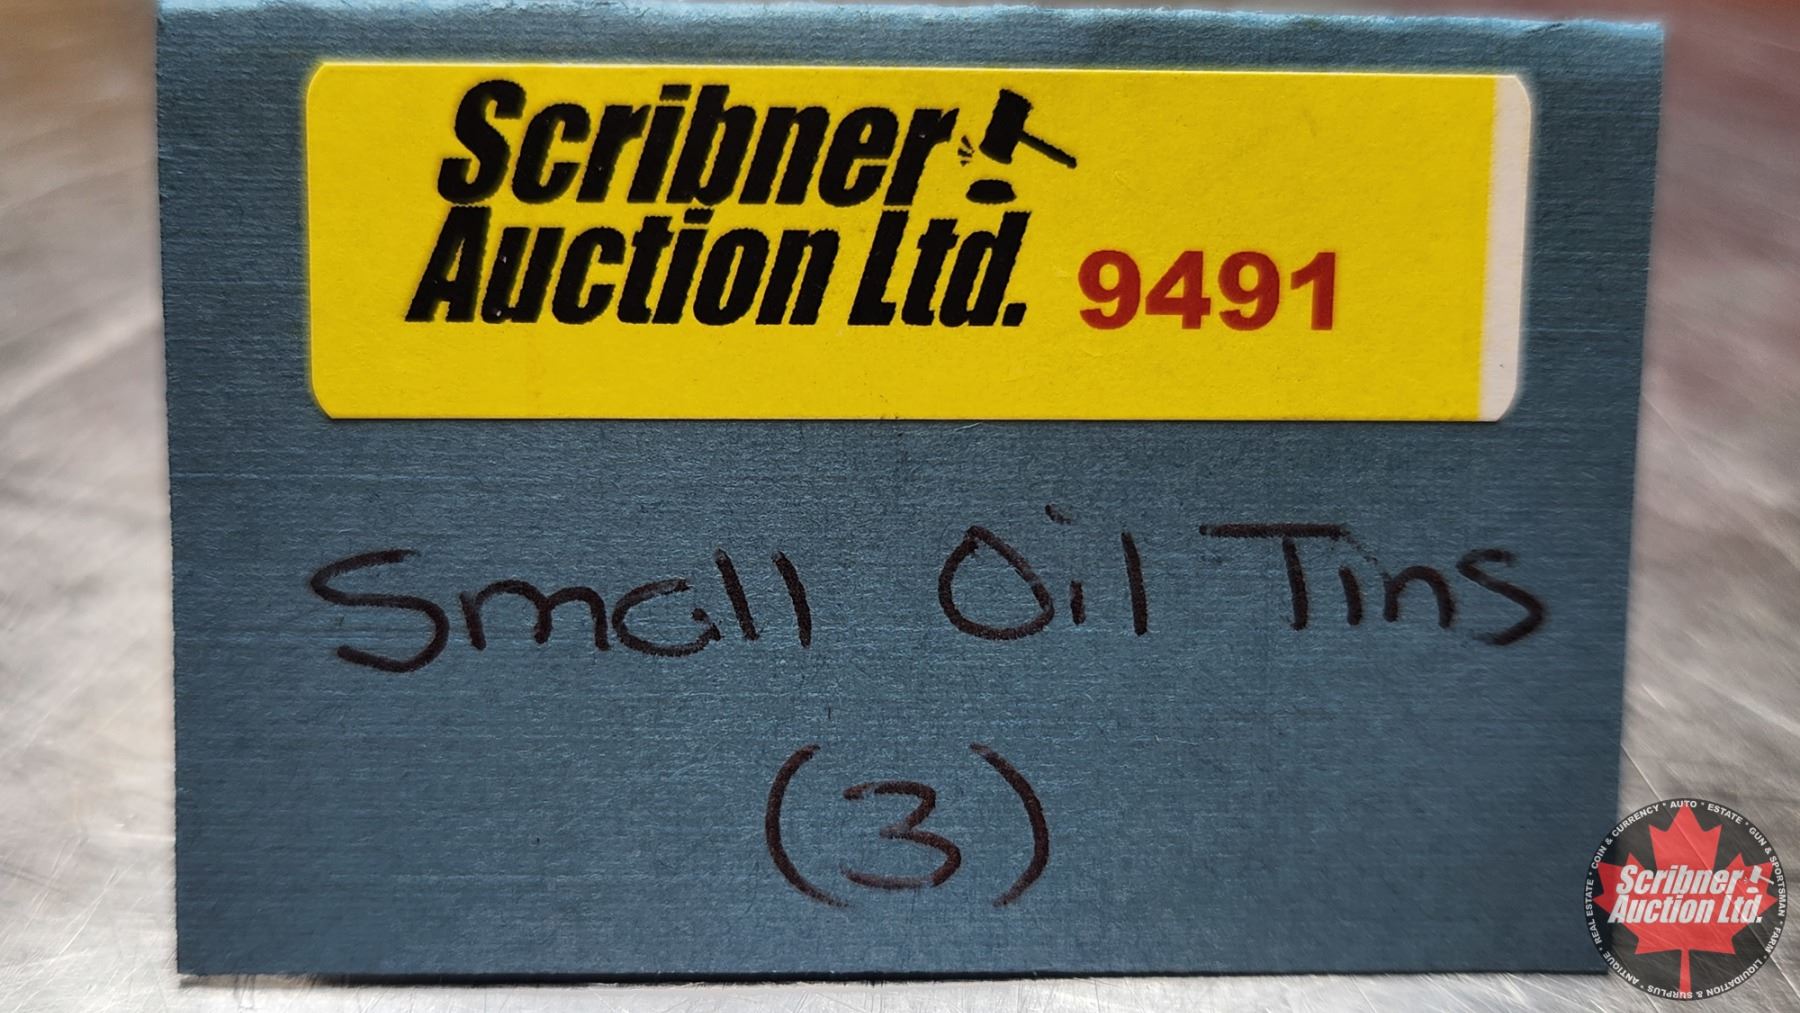 Scribner
Auction Ltd. 9491
Small Oil Tins
(3)
COIN & CURRENCY * AUTO * ESTATE * GUN & SPORTSMAN * FARM * LIQUIDATION & SURPLUS * ANTIQUE * REAL ESTATE *
Scribner
Auction Ltd.